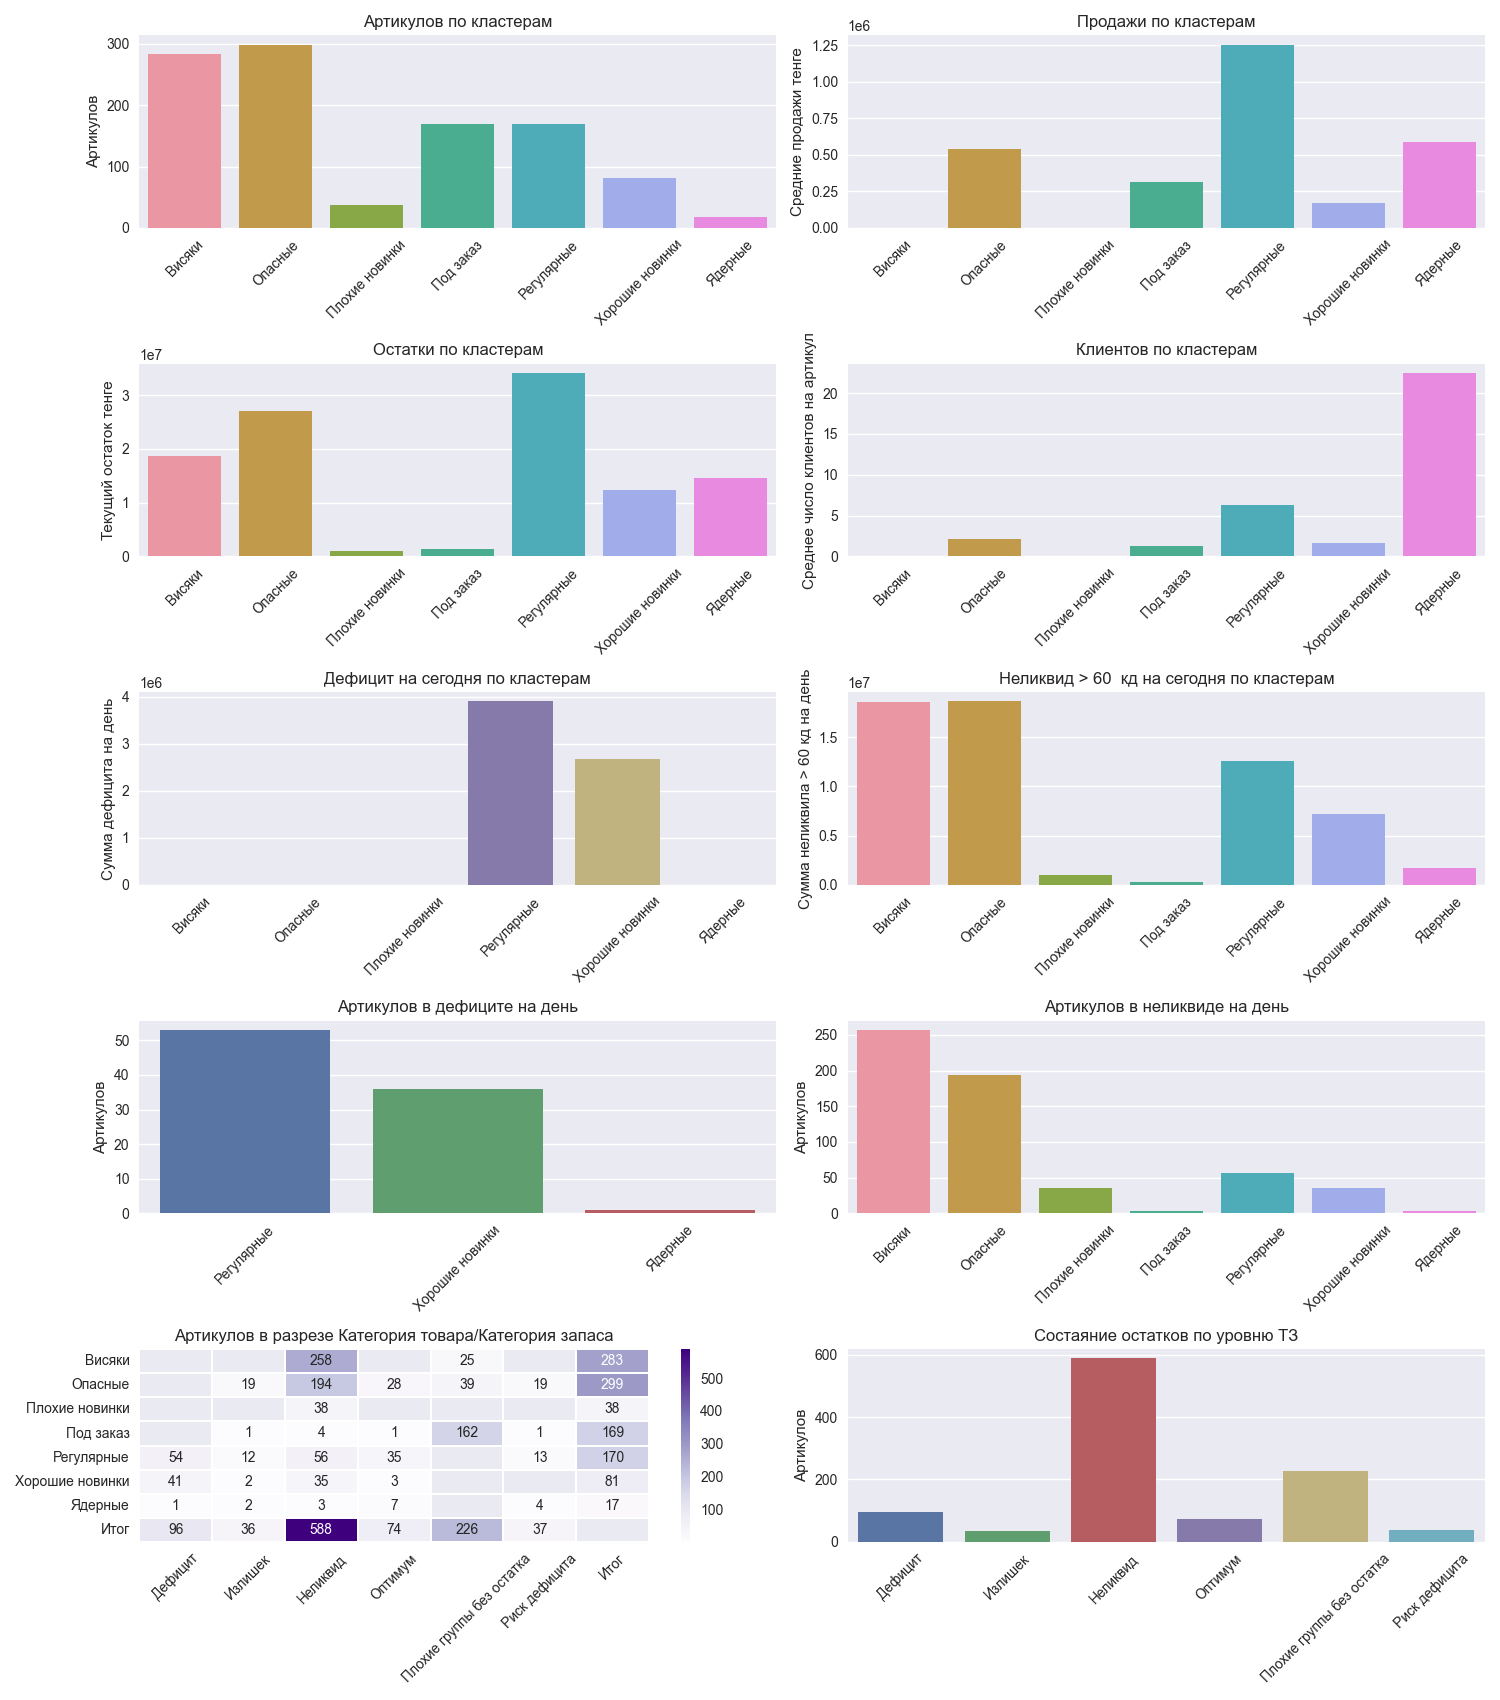 Артикулов по кластерам
Артикулов
300
200
100
0
Висяки
Опасные
Плохие новинки
Под заказ
Регулярные
Хорошие новинки
Ядерные
Продажи по кластерам
1e6
Средние продажи тенге
1.25
1.00
0.75
0.50
0.25
0.00
Висяки
Опасные
Плохие новинки
Под заказ
Регулярные
Хорошие новинки
Ядерные
Остатки по кластерам
1e7
Текущий остаток тенге
3
2
1
0
Висяки
Опасные
Плохие новинки
Под заказ
Регулярные
Хорошие новинки
Ядерные
Клиентов по кластерам
Среднее число клиентов на артикул
20
15
10
5
0
Висяки
Опасные
Плохие новинки
Под заказ
Регулярные
Хорошие новинки
Ядерные
Дефицит на сегодня по кластерам
1e6
Сумма дефицита на день
4
3
2
1
0
Висяки
Опасные
Плохие новинки
Регулярные
Хорошие новинки
Ядерные
Неликвид > 60 кд на сегодня по кластерам
1e7
Сумма неликвила > 60 кд на день
1.5
1.0
0.5
0.0
Висяки
Опасные
Плохие новинки
Под заказ
Регулярные
Хорошие новинки
Ядерные
Артикулов в дефиците на день
Артикулов
50
40
30
20
10
0
Регулярные
Хорошие новинки
Ядерные
Артикулов в неликвиде на день
Артикулов
250
200
150
100
50
0
Висяки
Опасные
Плохие новинки
Под заказ
Регулярные
Хорошие новинки
Ядерные
Артикулов в разрезе Категория товара/Категория запаса
Висяки 258 25 283
Опасные 19 194 28 39 19 299
Плохие новинки 38 38
Под заказ 1 4 1 162 1 169
Регулярные 54 12 56 35 13 170
Хорошие новинки 41 2 35 3 81
Ядерные 1 2 3 7 4 17
Итог 96 36 588 74 226 37
Дефицит
Излишек
Неликвид
Оптимум
Плохие группы без остатка
Риск дефицита
Итог
500
400
300
200
100
Состаяние остатков по уровню ТЗ
Артикулов
600
400
200
0
Дефицит
Излишек
Неликвид
Оптимум
Плохие группы без остатка
Риск дефицита